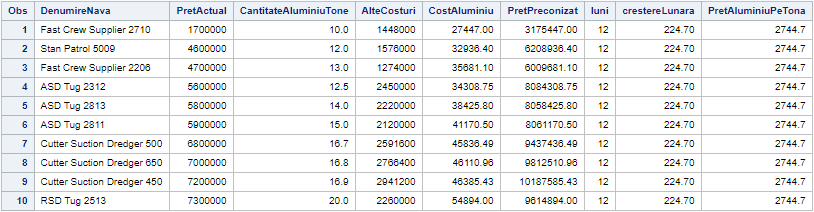 Obs DenumireNava PretActual CantitateAluminiuTone AlteCosturi CostAluminiu PretPreconizat luni crestereLunara PretAluminiuPeTona
1 Fast Crew Supplier 2710 1700000 10.0 1448000 27447.00 3175447.00 12 224.70 2744.7
2 Stan Patrol 5009 4600000 12.0 1576000 32936.40 6208936.40 12 224.70 2744.7
3 Fast Crew Supplier 2206 4700000 13.0 1274000 35681.10 6009681.10 12 224.70 2744.7
4 ASD Tug 2312 5600000 12.5 2450000 34308.75 8084308.75 12 224.70 2744.7
5 ASD Tug 2813 5800000 14.0 2220000 38425.80 8058425.80 12 224.70 2744.7
6 ASD Tug 2811 5900000 15.0 2120000 41170.50 8061170.50 12 224.70 2744.7
7 Cutter Suction Dredger 500 6800000 16.7 2591600 45836.49 9437436.49 12 224.70 2744.7
8 Cutter Suction Dredger 650 7000000 16.8 2766400 46110.96 9812510.96 12 224.70 2744.7
9 Cutter Suction Dredger 450 7200000 16.9 2941200 46385.43 10187585.43 12 224.70 2744.7
10 RSD Tug 2513 7300000 20.0 2260000 54894.00 9614894.00 12 224.70 2744.7